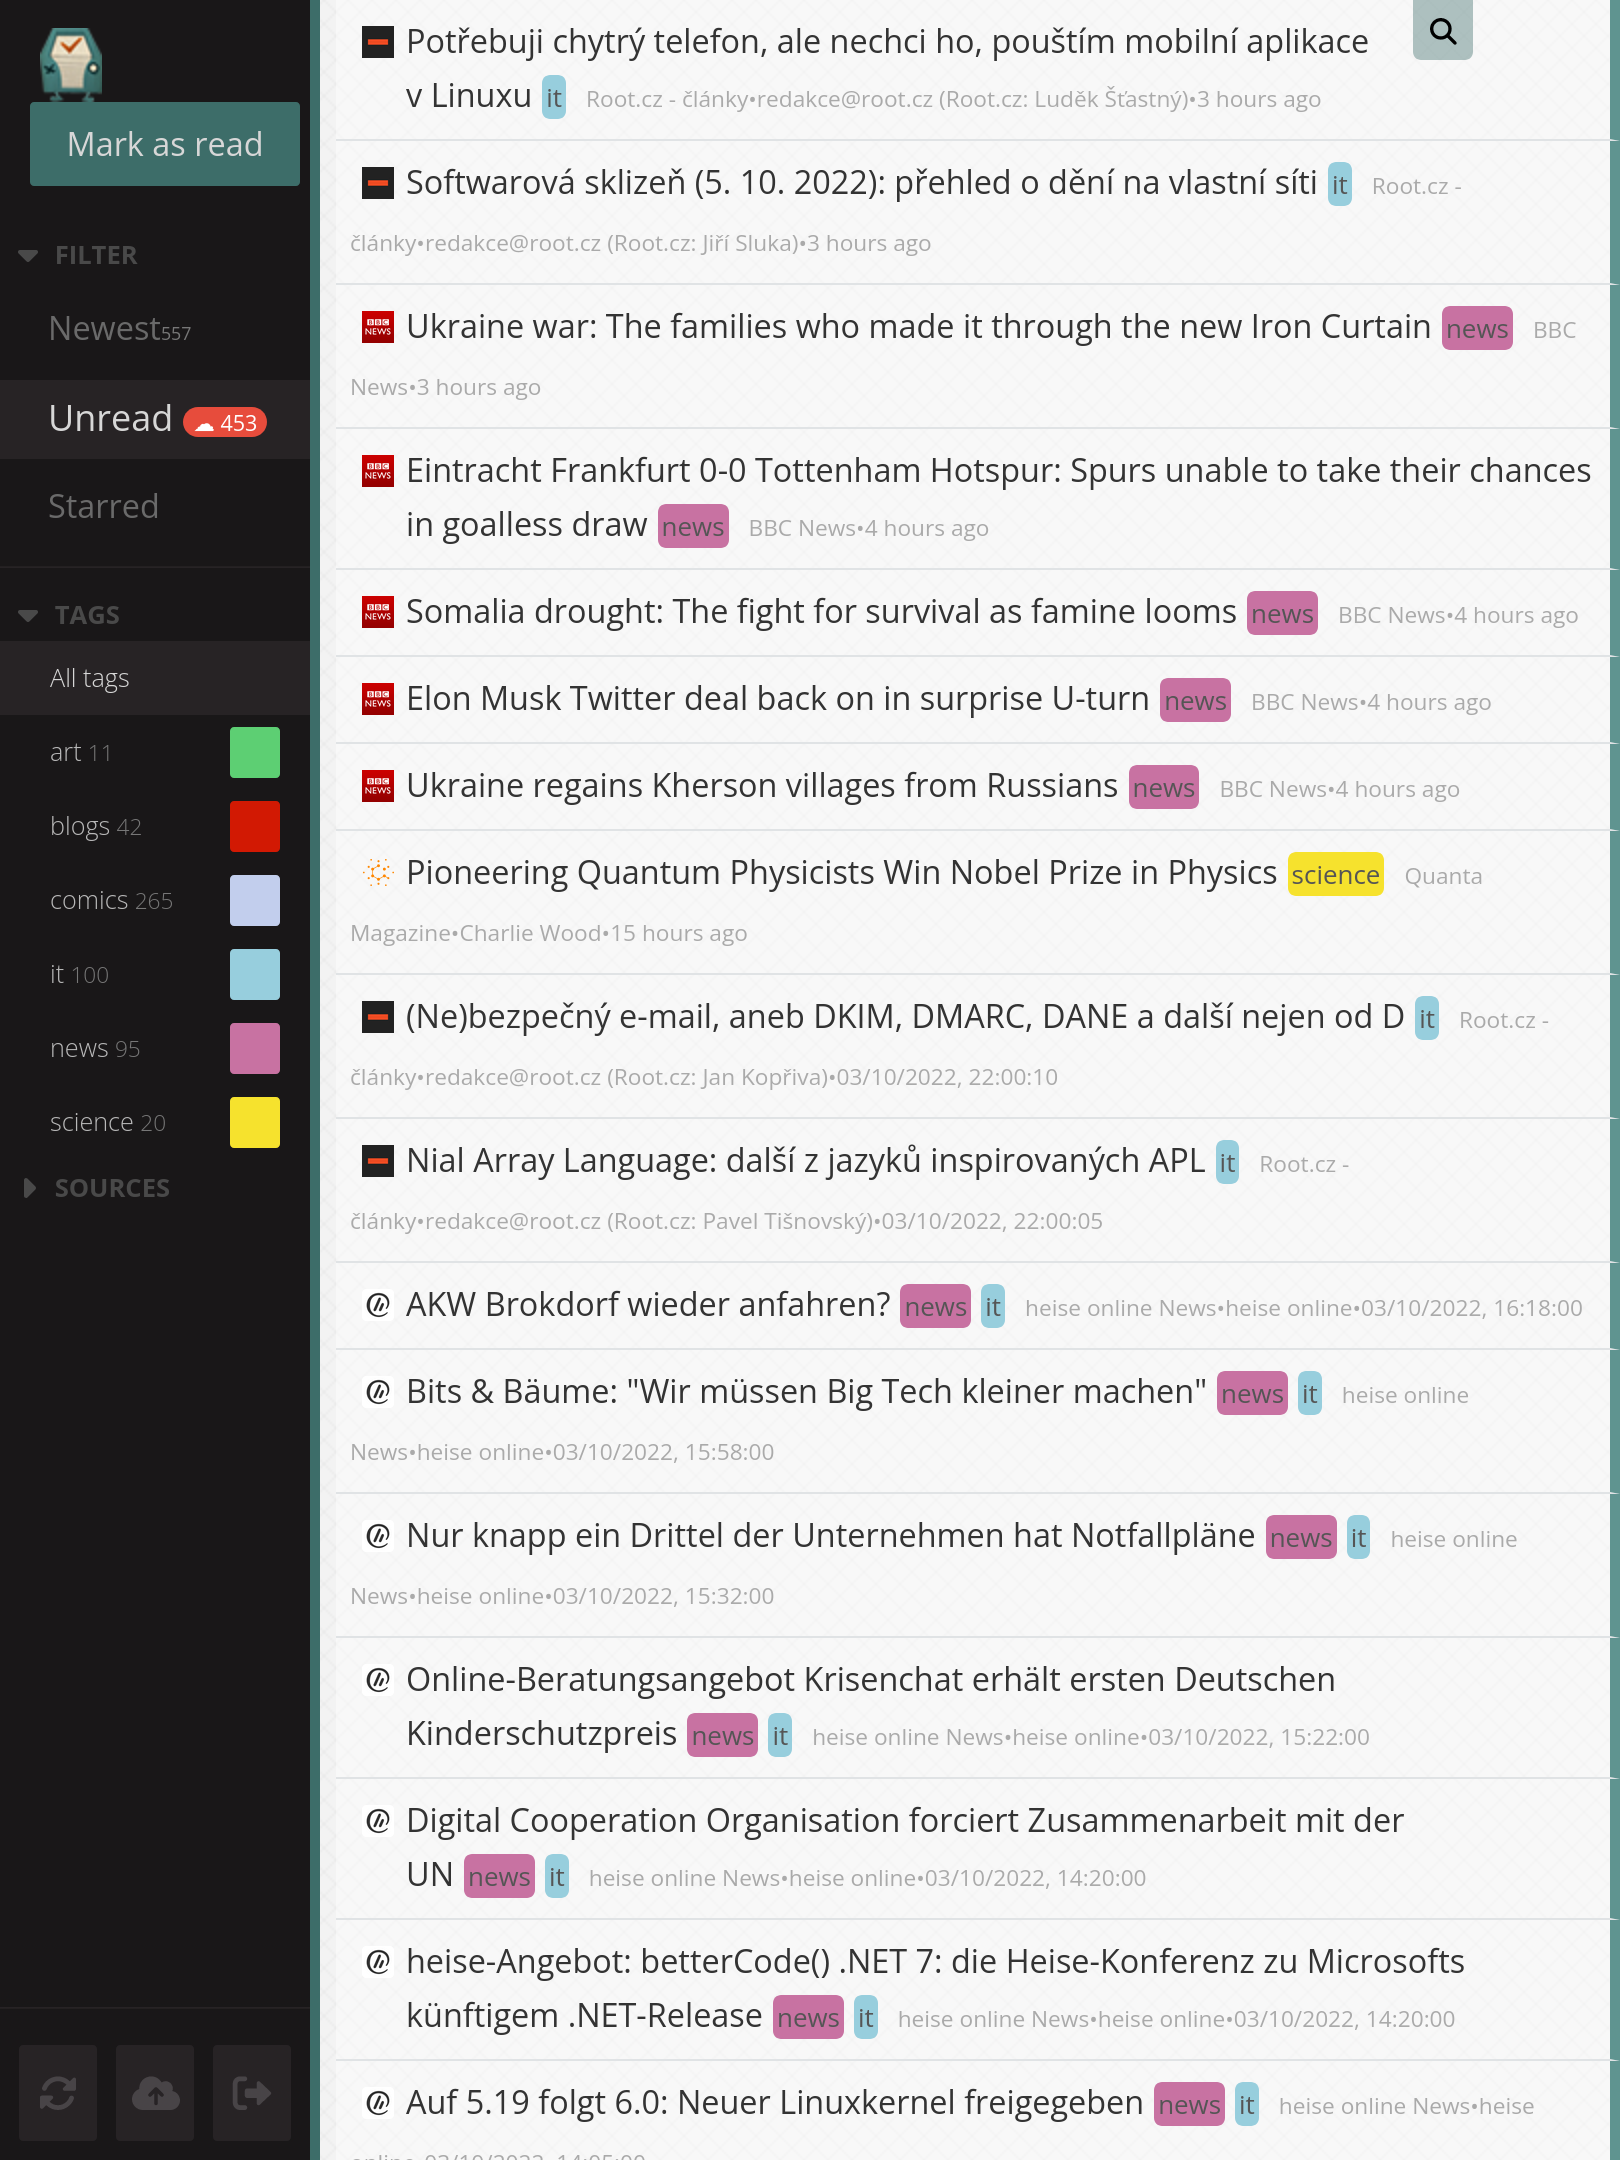 Mark as read
FILTER
Newest557
Unread 453
Starred
TAGS
All tags
art 11
blogs 42
comics 265
it 100
news 95
science 20
SOURCES
Potřebuji chytrý telefon, ale nechci ho, pouštím mobilní aplikace
v Linuxu it Root.cz - články•redakce@root.cz (Root.cz: Luděk Šťastný)•3 hours ago
Softwarová sklizeň (5. 10. 2022): přehled o dění na vlastní síti it Root.cz -
články•redakce@root.cz (Root.cz: Jiří Sluka)•3 hours ago
BBC NEWS Ukraine war: The families who made it through the new Iron Curtain news BBC
News•3 hours ago
BBC NEWS Eintracht Frankfurt 0-0 Tottenham Hotspur: Spurs unable to take their chances
in goalless draw news BBC News•4 hours ago
BBC NEWS Somalia drought: The fight for survival as famine looms news BBC News•4 hours ago
BBC NEWS Elon Musk Twitter deal back on in surprise U-turn news BBC News•4 hours ago
BBC NEWS Ukraine regains Kherson villages from Russians news BBC News•4 hours ago
Pioneering Quantum Physicists Win Nobel Prize in Physics science Quanta
Magazine•Charlie Wood•15 hours ago
(Ne)bezpečný e-mail, aneb DKIM, DMARC, DANE a další nejen od D it Root.cz -
články•redakce@root.cz (Root.cz: Jan Kopřiva)•03/10/2022, 22:00:10
Nial Array Language: další z jazyků inspirovaných APL it Root.cz -
články•redakce@root.cz (Root.cz: Pavel Tišnovský)•03/10/2022, 22:00:05
AKW Brokdorf wieder anfahren? news it heise online News•heise online•03/10/2022, 16:18:00
Bits & Bäume: "Wir müssen Big Tech kleiner machen" news it heise online
News•heise online•03/10/2022, 15:58:00
Nur knapp ein Drittel der Unternehmen hat Notfallpläne news it heise online
News•heise online•03/10/2022, 15:32:00
Online-Beratungsangebot Krisenchat erhält ersten Deutschen
Kinderschutzpreis news it heise online News•heise online•03/10/2022, 15:22:00
Digital Cooperation Organisation forciert Zusammenarbeit mit der
UN news it heise online News•heise online•03/10/2022, 14:20:00
heise-Angebot: betterCode() .NET 7: die Heise-Konferenz zu Microsofts
künftigem .NET-Release news it heise online News•heise online•03/10/2022, 14:20:00
Auf 5.19 folgt 6.0: Neuer Linuxkernel freigegeben news it heise online News•heise